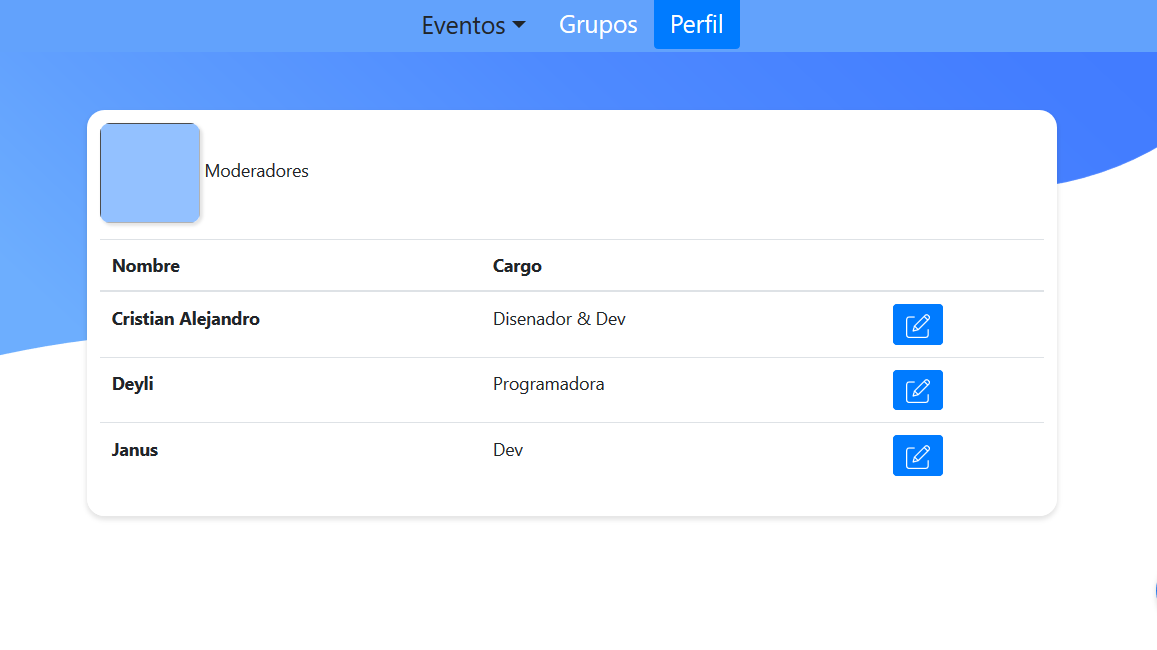 Eventos Grupos Perfil
Moderadores
Nombre Cargo
Cristian Alejandro Disenador & Dev
Deyli Programadora
Janus Dev